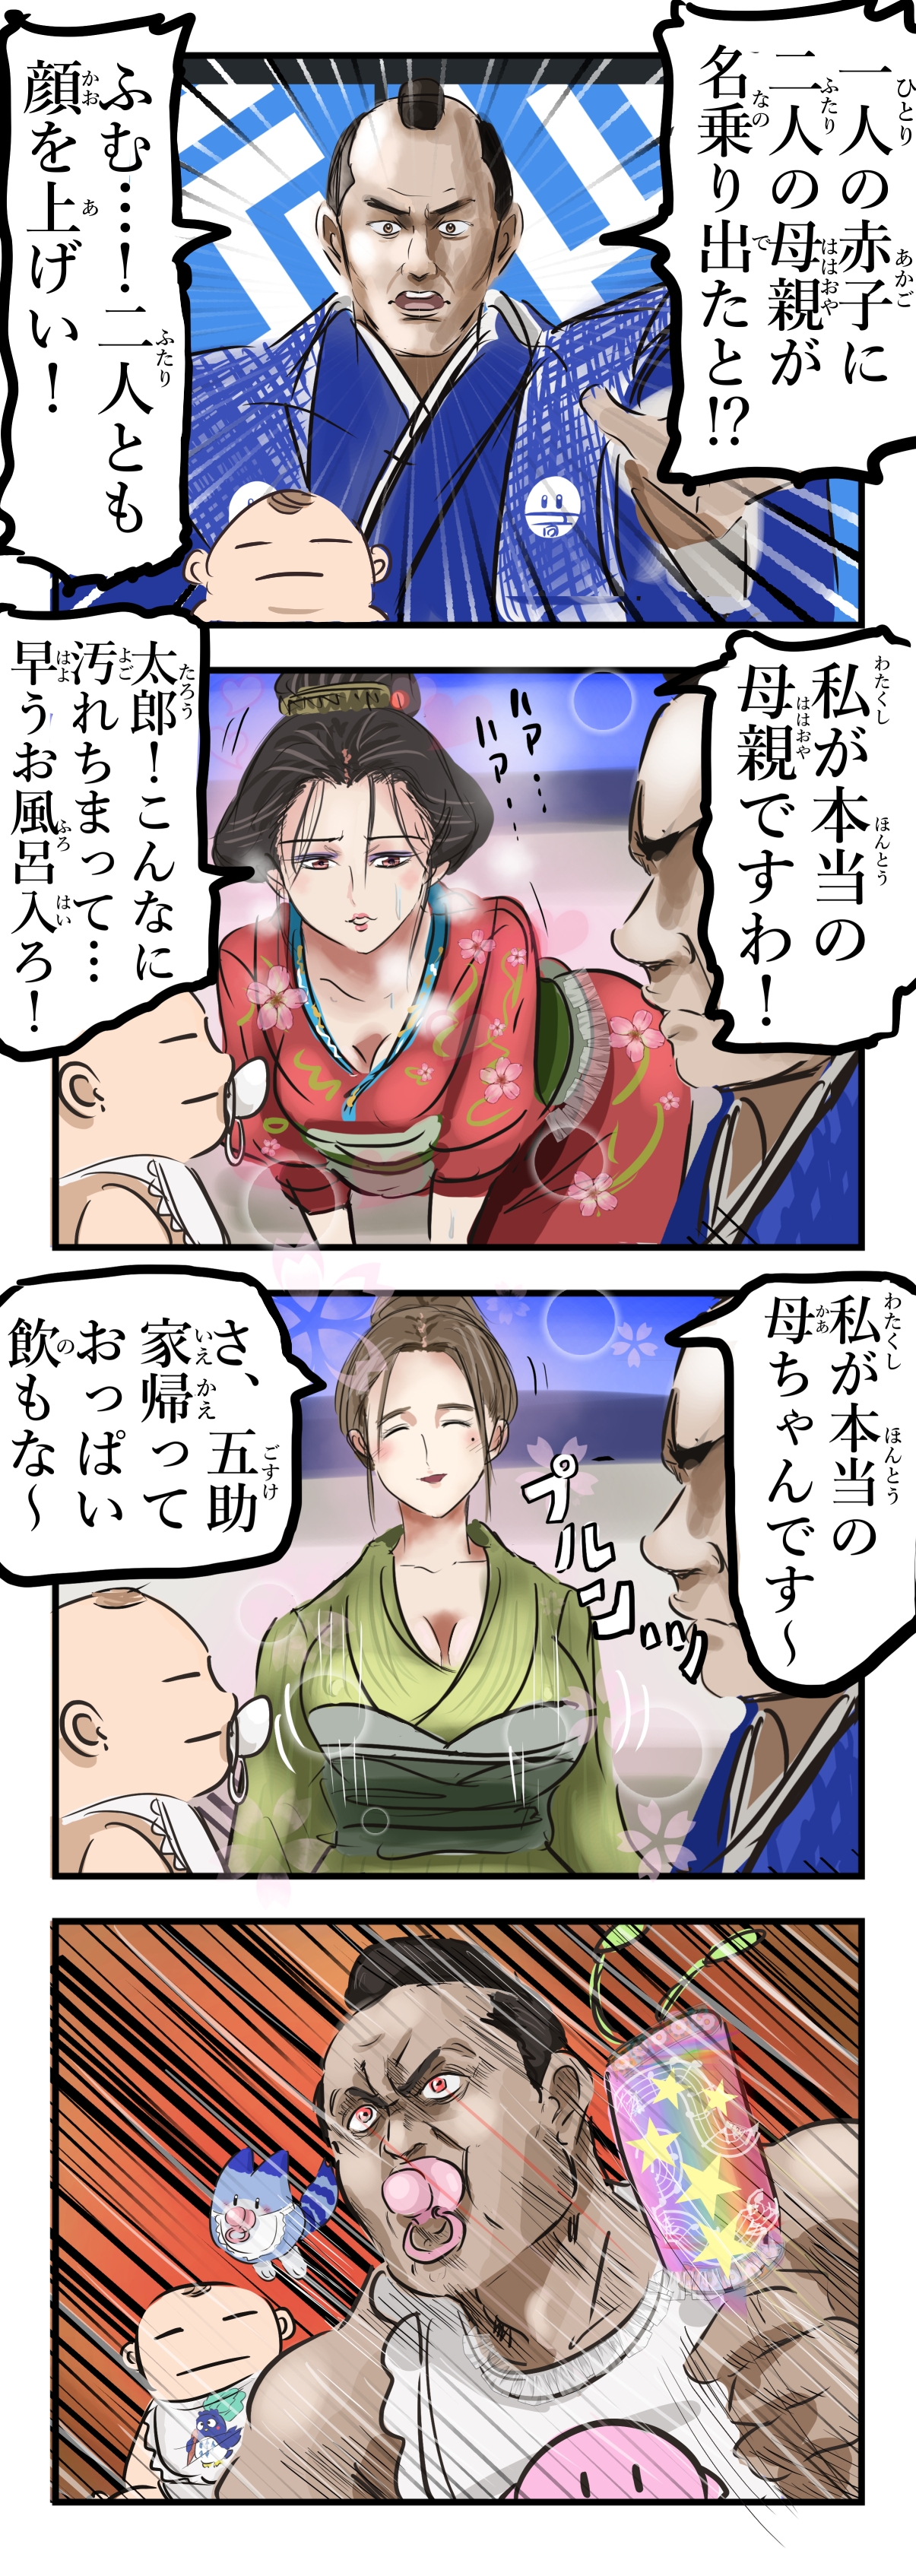 一人の赤子に
二人の母親が
名乗り出たと!?
ふむ…！二人とも
顔を上げい！
私が本当の
母親ですわ！
ハァ…
ハァ…
太郎！こんなに
汚れちまって…
早うお風呂入ろ！
私が本当の
母ちゃんです～
プルンッッ
さ、五助
家帰って
おっぱい
飲もな～